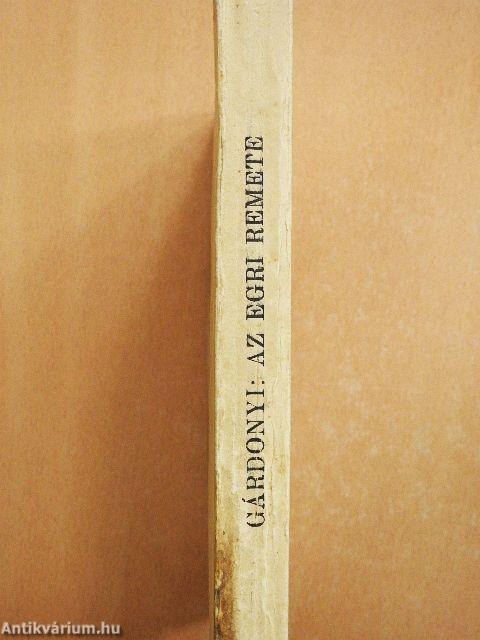 GÁRDONYI: AZ EGRI REMETE
Antikvárium.hu